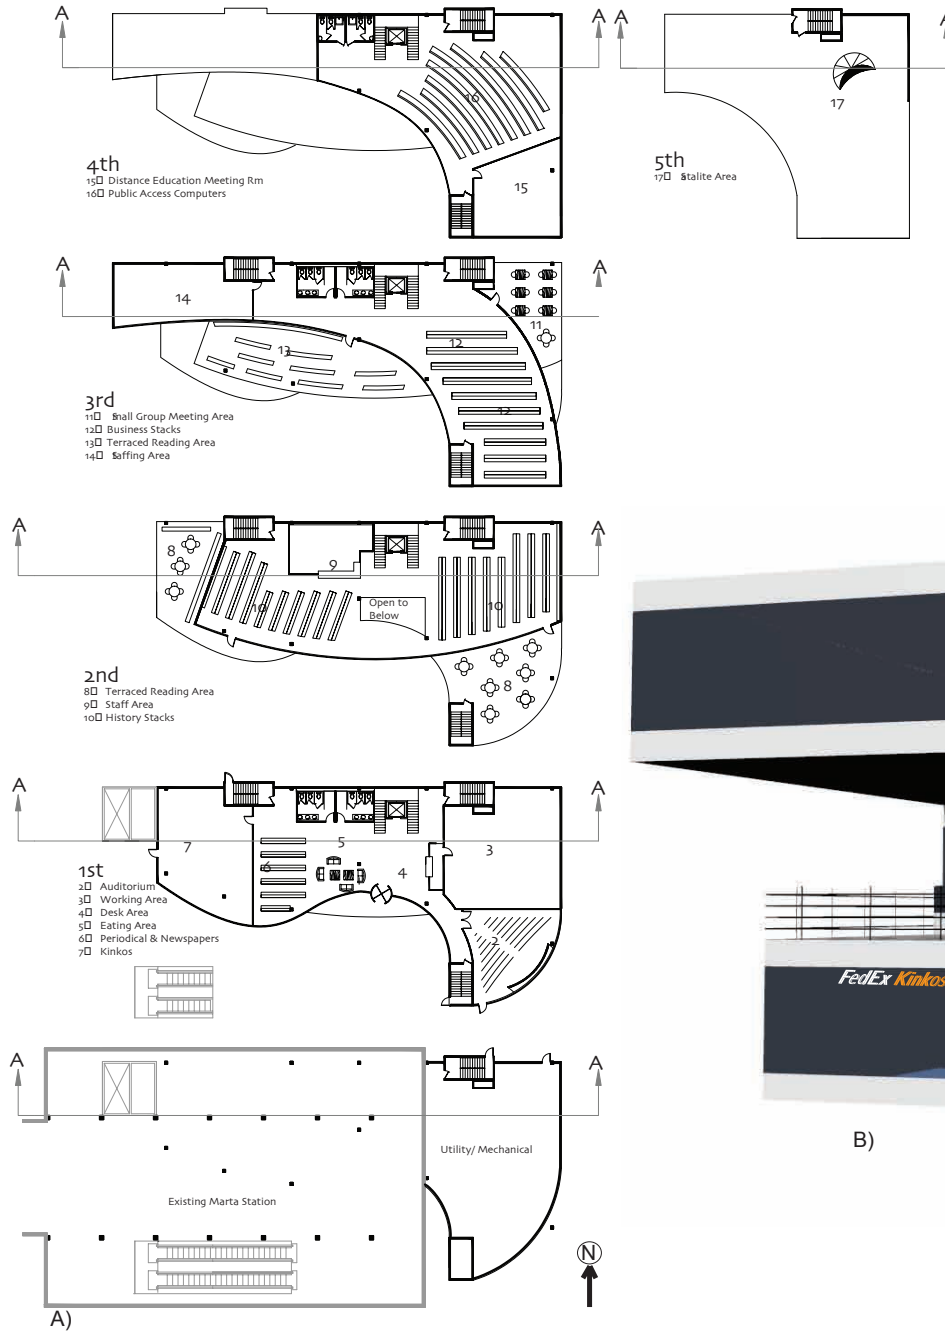 A A A A
16
17
15
4th
15 Distance Education Meeting Rm
16 Public Access Computers
5th
17 Satalite Area
A A
14
11
12
13
12
3rd
11 Small Group Meeting Area
12 Business Stacks
13 Terraced Reading Area
14 Staffing Area
A A
8
9
10
10
Open to
Below
8
2nd
8 Terraced Reading Area
9 Staff Area
10 History Stacks
A A
7
5
3
6
4
2
1st
2 Auditorium
3 Working Area
4 Desk Area
5 Eating Area
6 Periodical & Newspapers
7 Kinkos
FedEx Kinkos
A A
B)
Utility/ Mechanical
Existing Marta Station
N
A)